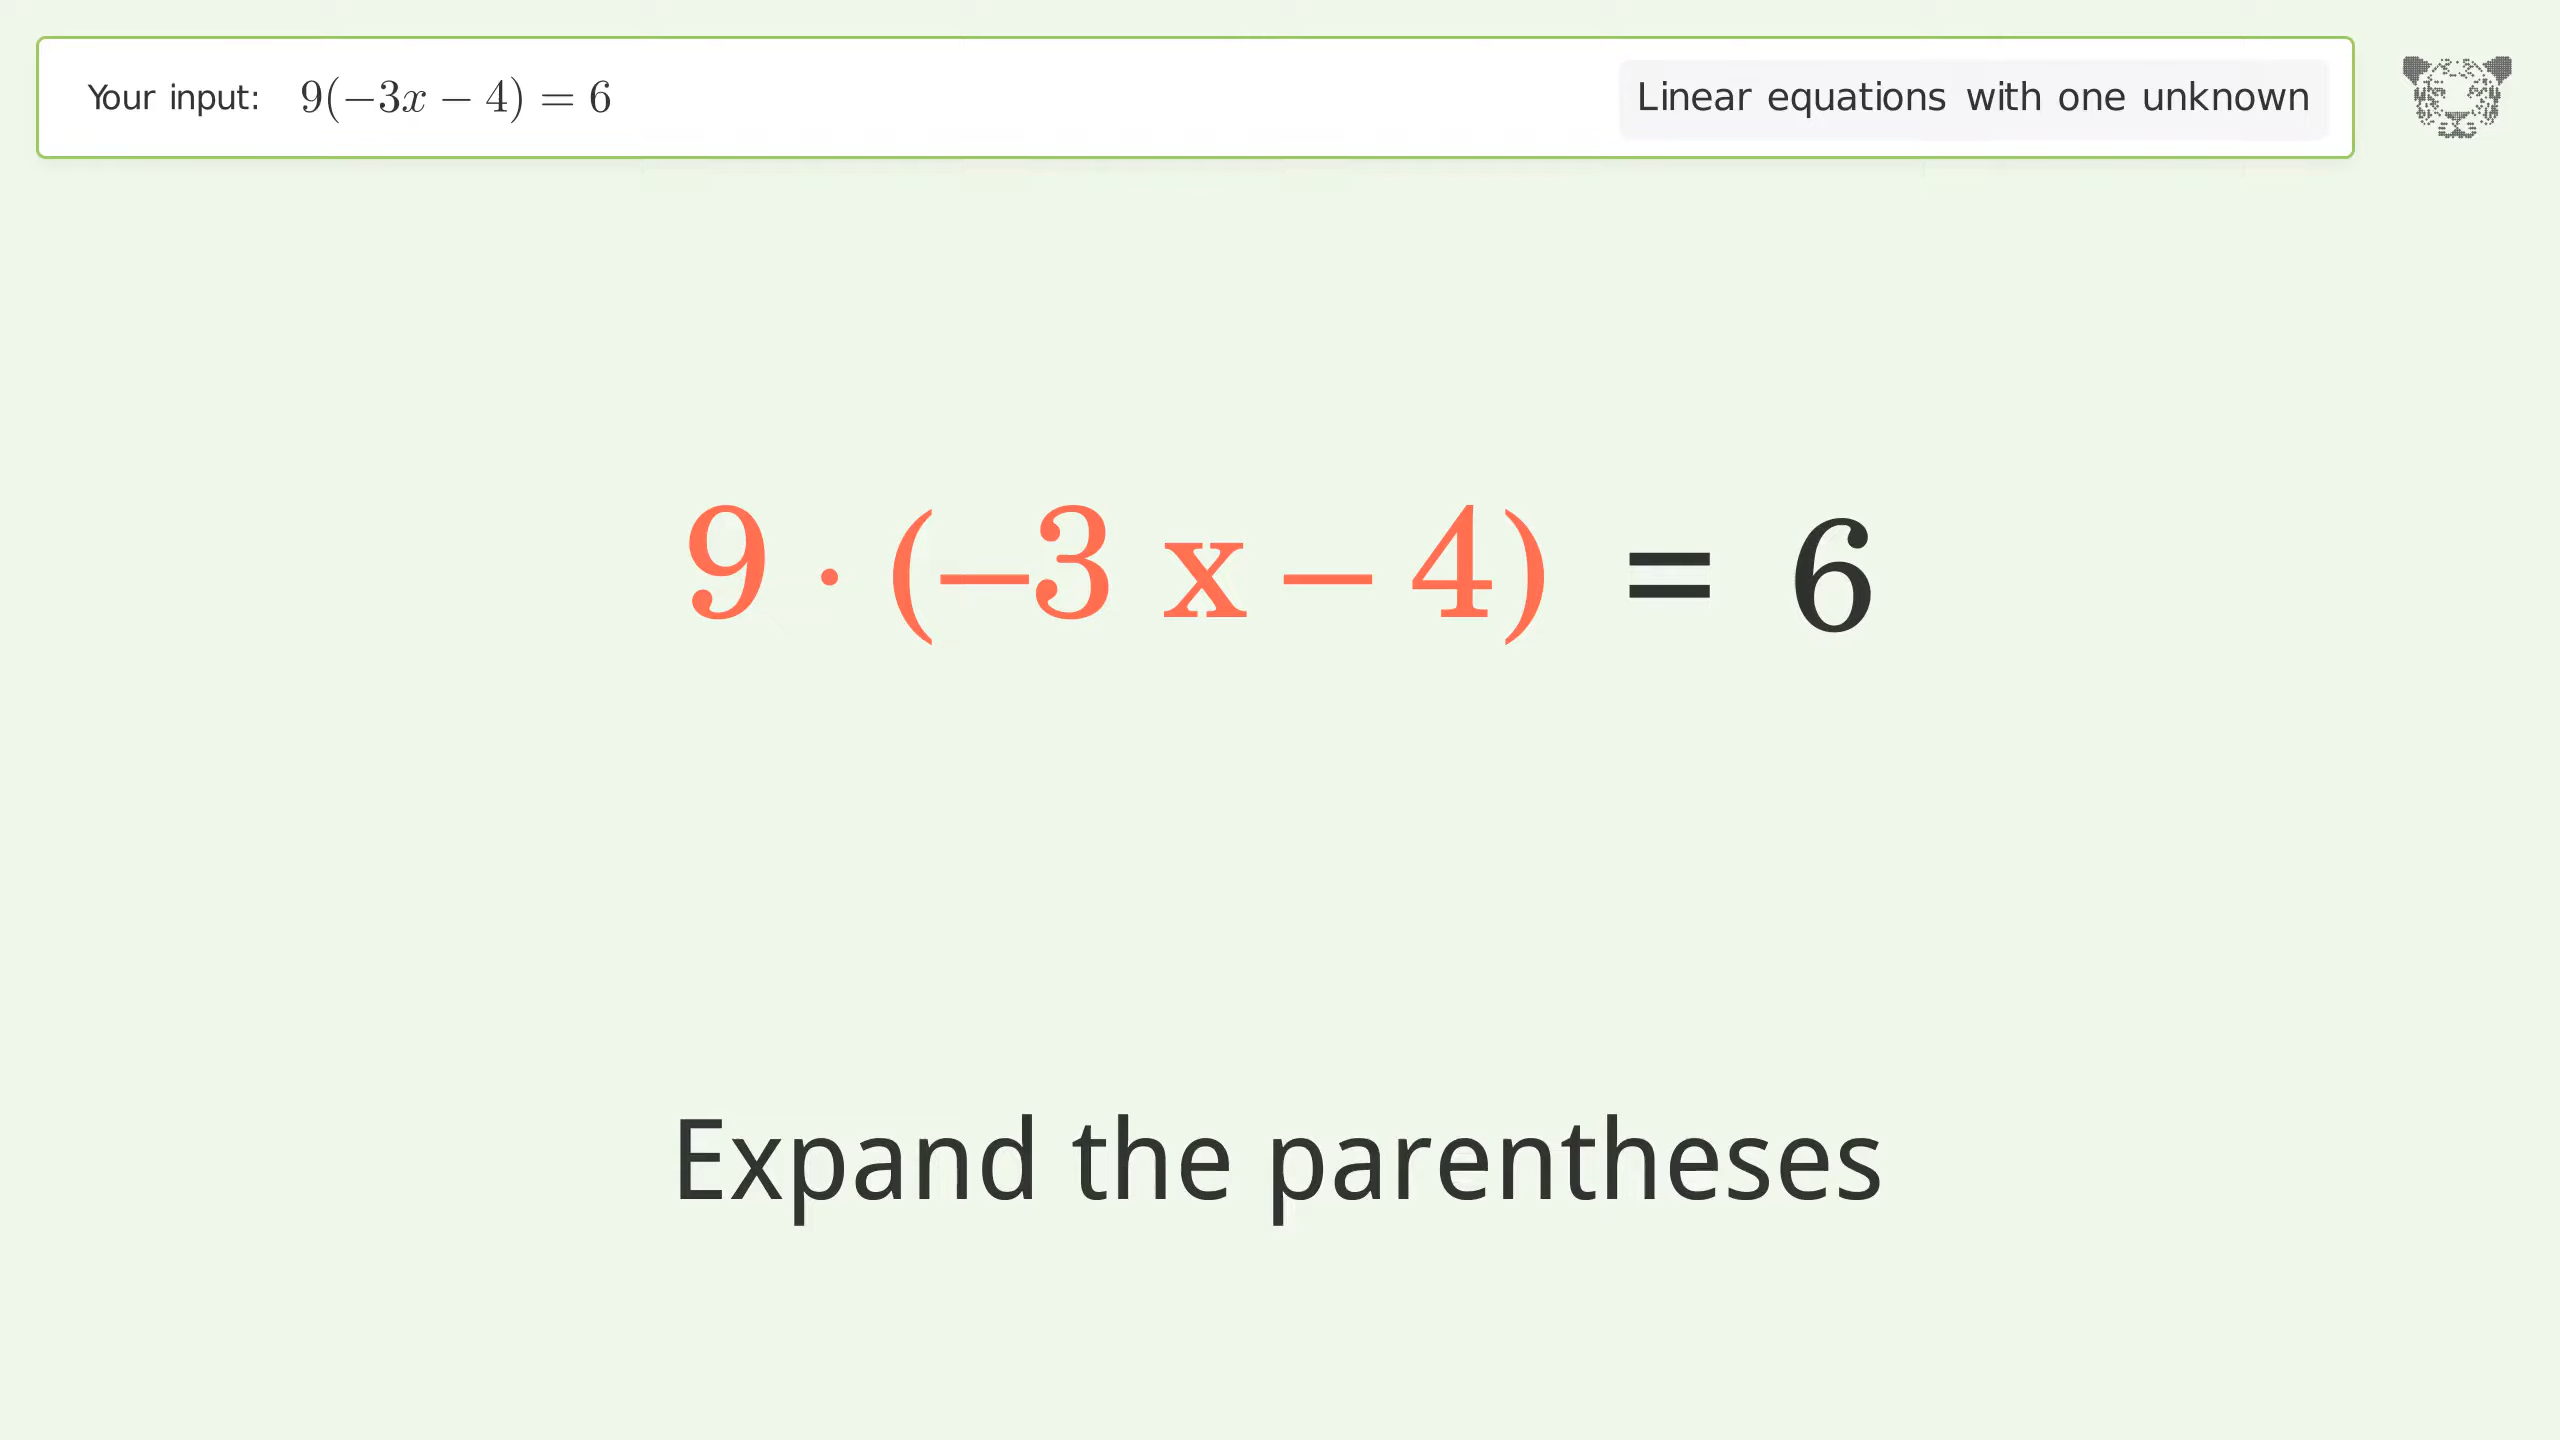 Your input: 9(−3x − 4) = 6
Linear equations with one unknown
9 · (−3 x − 4) = 6
Expand the parentheses